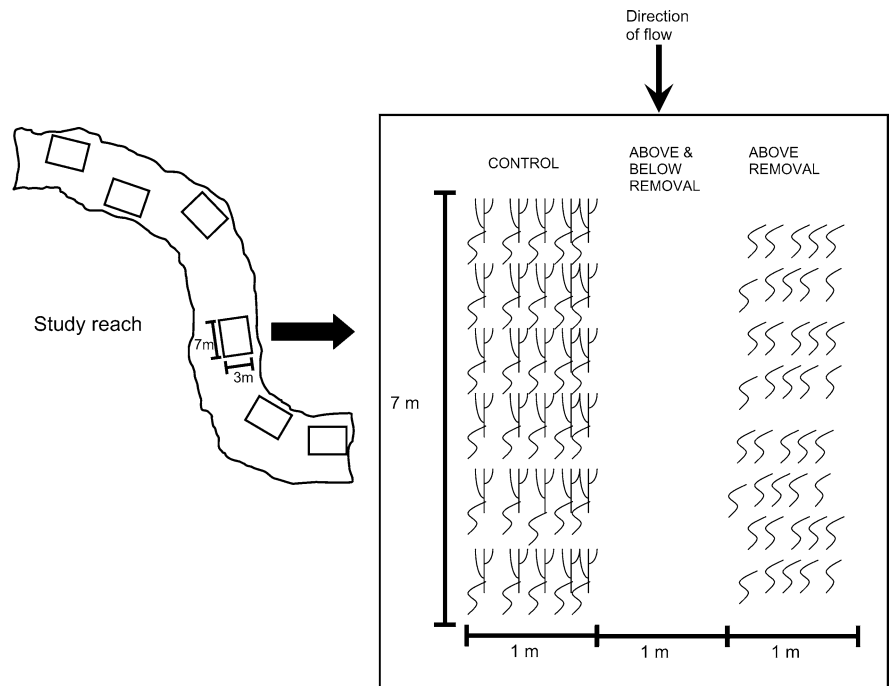 Direction
of flow
CONTROL
ABOVE &
BELOW
REMOVAL
ABOVE
REMOVAL
Study reach
7m
3m
7 m
1 m
1 m
1 m